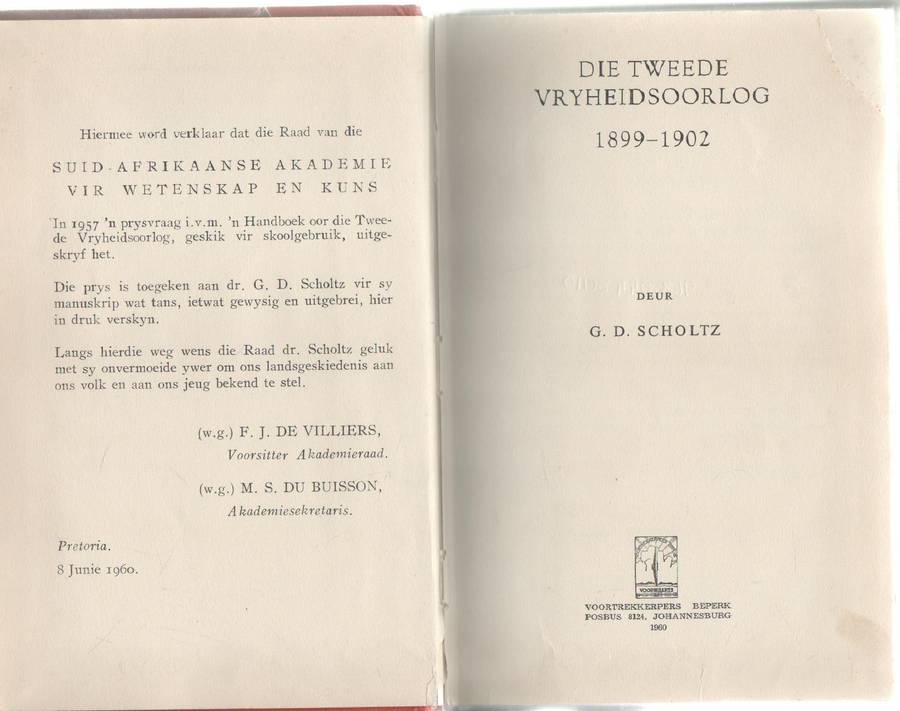 Hiermee word verklaar dat die Raad van die
SUID-AFRIKAANSE AKADEMIE
VIR WETENSKAP EN KUNS
In 1957 'n prysvraag i.v.m. 'n Handboek oor die Twee-
de Vryheidsoorlog, geskik vir skoolgebruik, uitge-
skryf het.
Die prys is toegeken aan dr. G. D. Scholtz vir sy
manuskrip wat tans, ietwat gewysig en uitgebrei, hier
in druk verskyn.
Langs hierdie weg wens die Raad dr. Scholtz geluk
met sy onvermoeide ywer om ons landsgeskiedenis aan
ons volk en aan ons jeug bekend te stel.
(w.g.) F. J. DE VILLIERS,
Voorsitter Akademieraad.
(w.g.) M. S. DU BUISSON,
Akademiesekretaris.
Pretoria.
8 Junie 1960.
DIE TWEEDE
VRYHEIDSOORLOG
1899–1902
DEUR
G. D. SCHOLTZ
VOORTREKKERPERS BEPERK
POSBUS 8124, JOHANNESBURG
1960